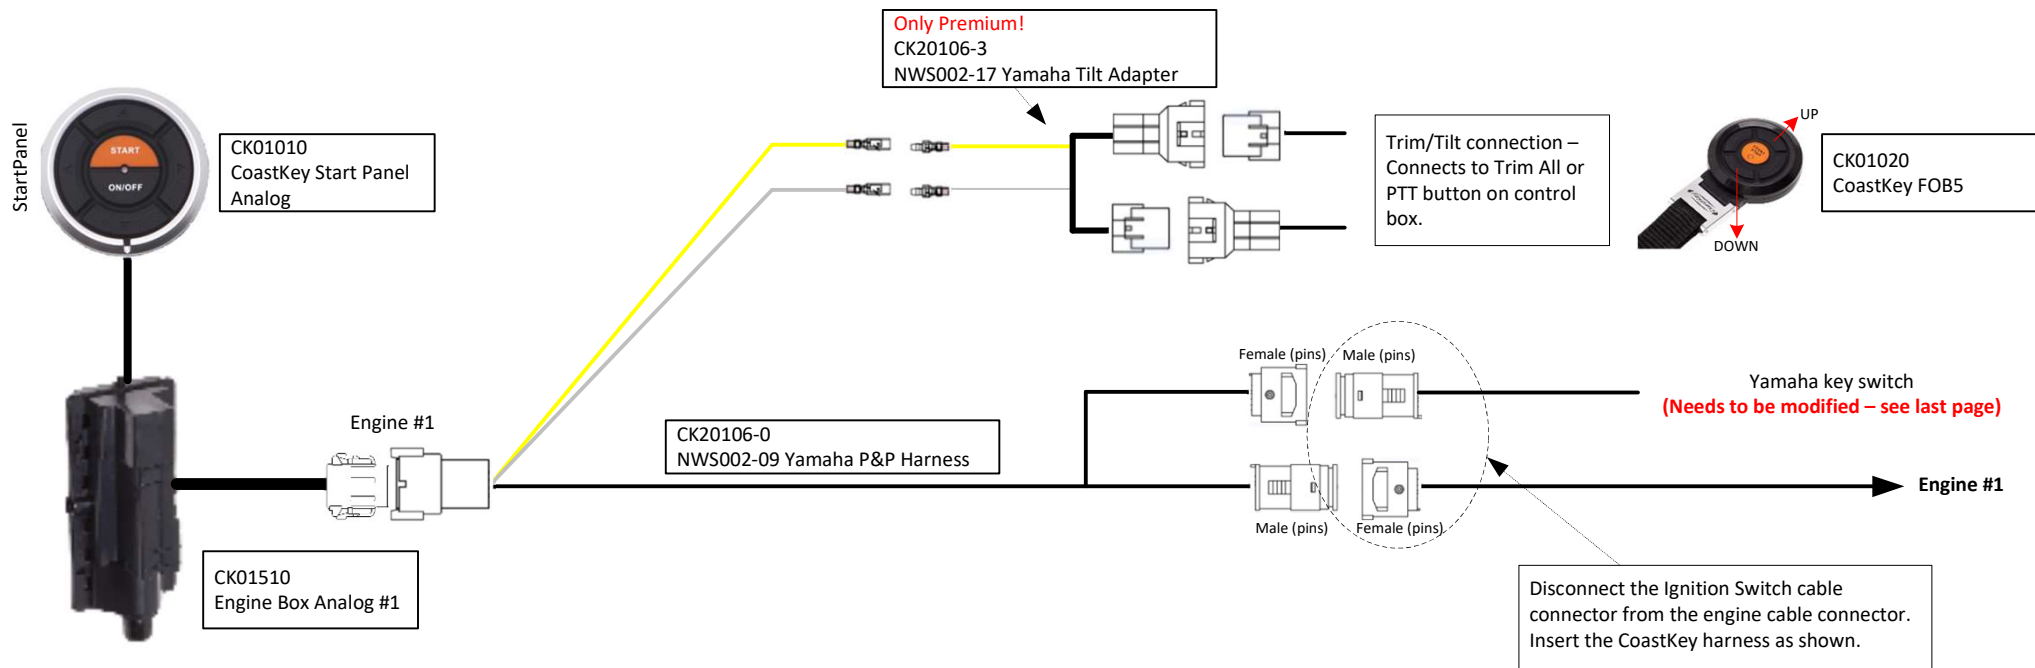 Only Premium!
CK20106-3
NWS002-17 Yamaha Tilt Adapter
StartPanel
START
ON/OFF
CK01010
CoastKey Start Panel
Analog
Trim/Tilt connection –
Connects to Trim All or
PTT button on control
box.
UP
DOWN
CK01020
CoastKey FOB5
Engine #1
CK20106-0
NWS002-09 Yamaha P&P Harness
Female (pins)
Male (pins)
Yamaha key switch
(Needs to be modified – see last page)
Male (pins)
Female (pins)
Engine #1
CK01510
Engine Box Analog #1
Disconnect the Ignition Switch cable
connector from the engine cable connector.
Insert the CoastKey harness as shown.